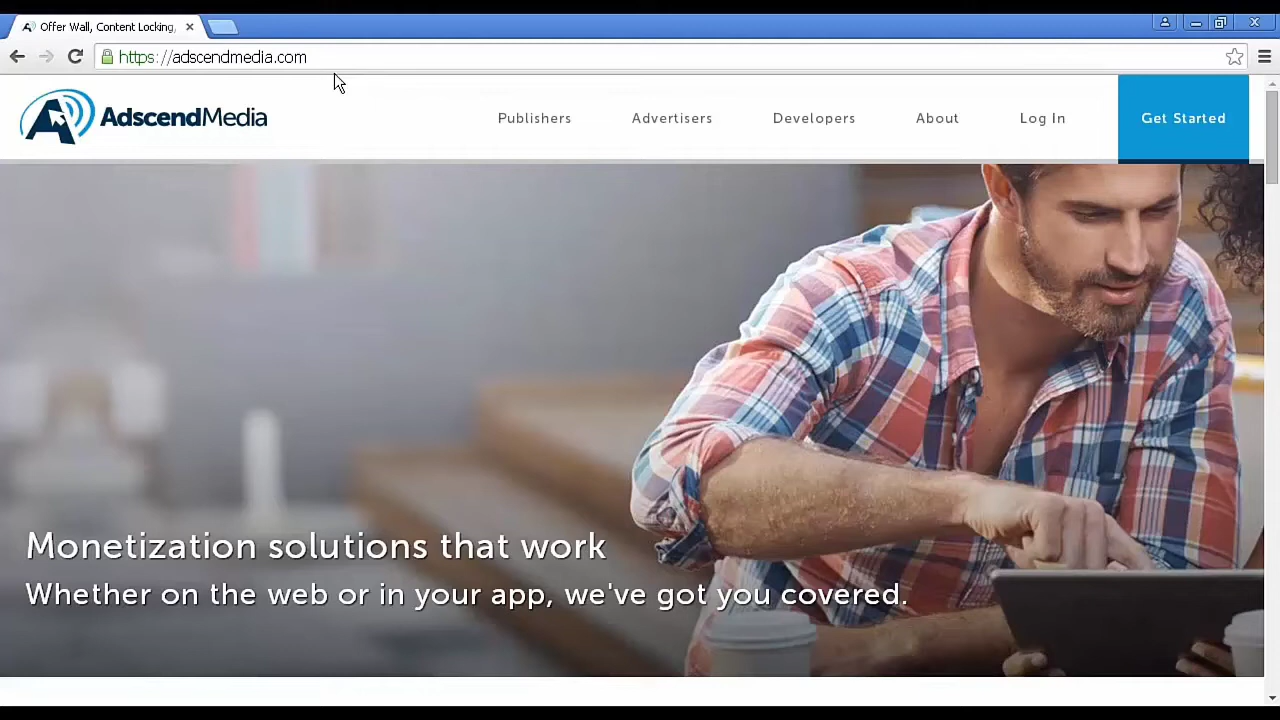 Offer Wall, Content Locking,
https://adscendmedia.com
AdscendMedia
Publishers
Advertisers
Developers
About
Log In
Get Started
Monetization solutions that work
Whether on the web or in your app, we've got you covered.